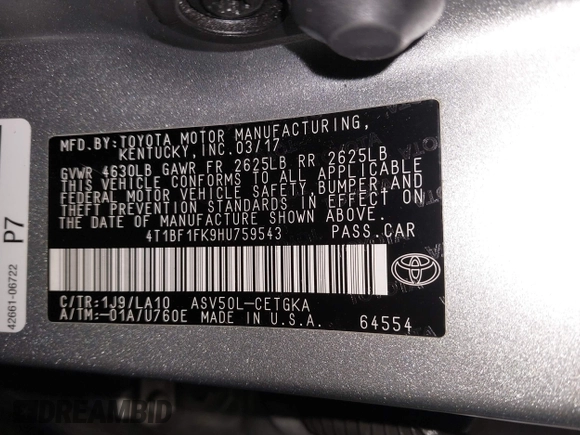 MFD.BY:TOYOTA MOTOR MANUFACTURING,
KENTUCKY, INC.03/17
GVWR 4630LB GAWR FR 2625LB RR 2625LB
THIS VEHICLE CONFORMS TO ALL APPLICABLE
FEDERAL MOTOR VEHICLE SAFETY, BUMPER,AND
THEFT PREVENTION STANDARDS IN EFFECT ON
THE DATE OF MANUFACTURE SHOWN ABOVE.
4T1BF1FK9HU759543 PASS.CAR
C/TR:1J9/LA10 ASV50L-CETGKA
A/TM:-01A/U760E MADE IN U.S.A. 64554
P7
42661-06722
DREAMBID